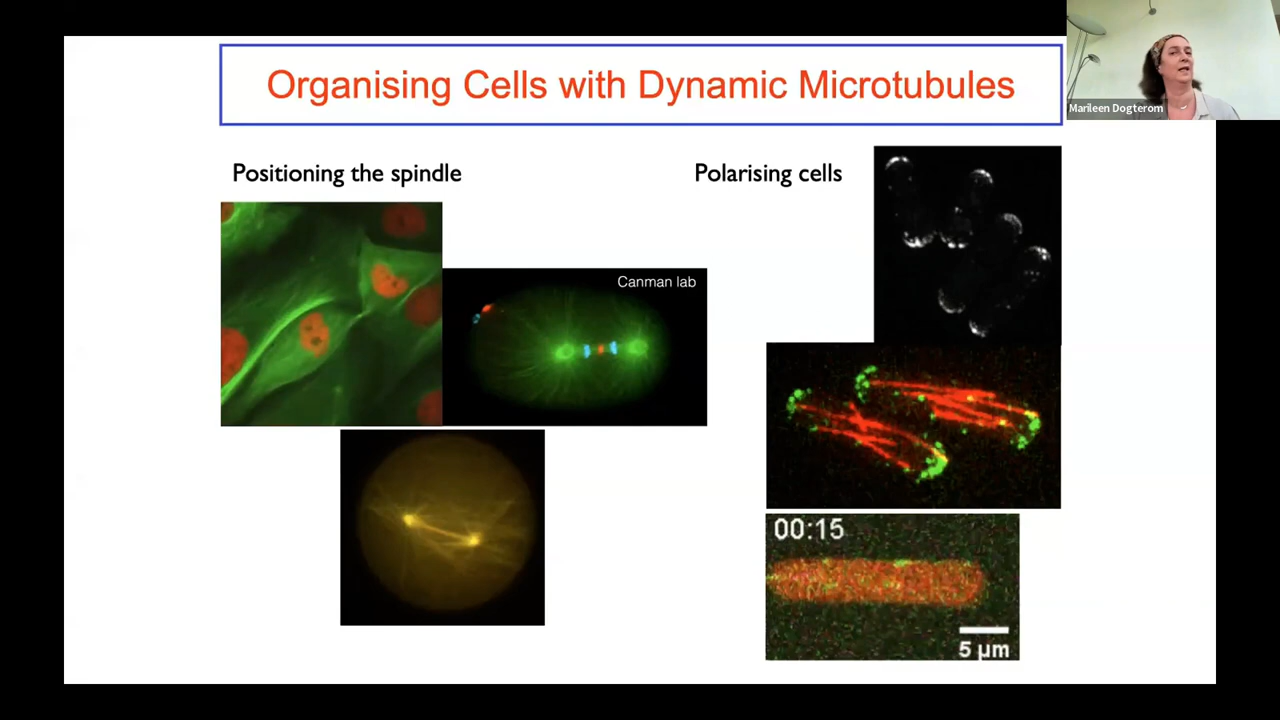 Organising Cells with Dynamic Microtubules
Marileen Dogterom
Positioning the spindle
Polarising cells
Canman lab
00:15
5 μm